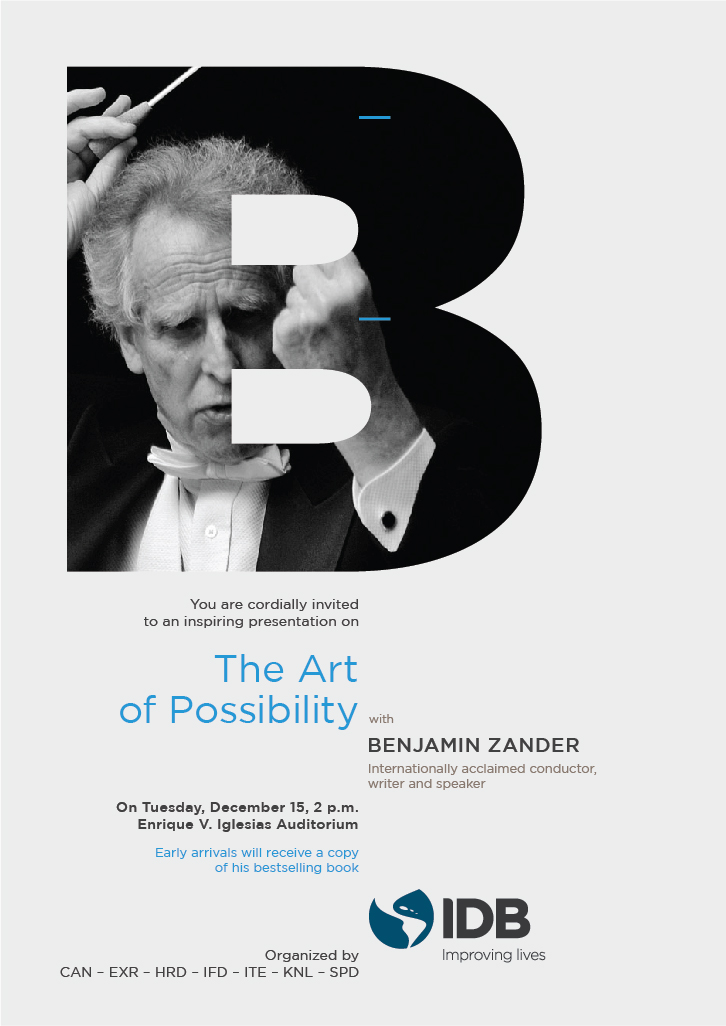 B
You are cordially invited
to an inspiring presentation on
The Art
of Possibility
with
BENJAMIN ZANDER
Internationally acclaimed conductor,
writer and speaker
On Tuesday, December 15, 2 p.m.
Enrique V. Iglesias Auditorium
Early arrivals will receive a copy
of his bestselling book
IDB
Improving lives
Organized by
CAN – EXR – HRD – IFD – ITE – KNL – SPD